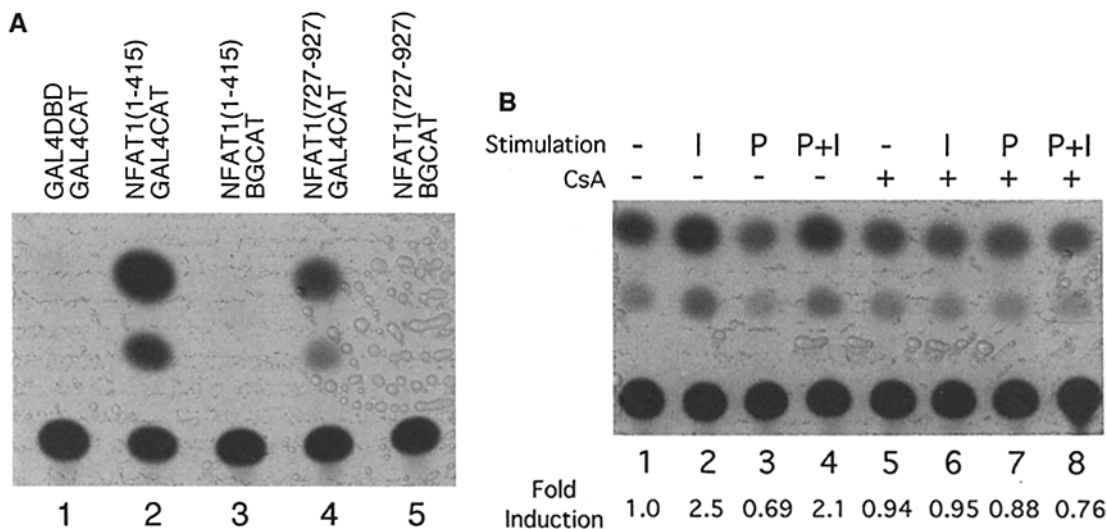 A
GAL4DBD
GAL4CAT
NFAT1(1-415)
GAL4CAT
NFAT1(1-415)
BGCAT
NFAT1(727-927)
GAL4CAT
NFAT1(727-927)
BGCAT
1 2 3 4 5
B
Stimulation - I P P+I - I P P+I
CsA - - - - + + + +
1 2 3 4 5 6 7 8
Fold
Induction 1.0 2.5 0.69 2.1 0.94 0.95 0.88 0.76